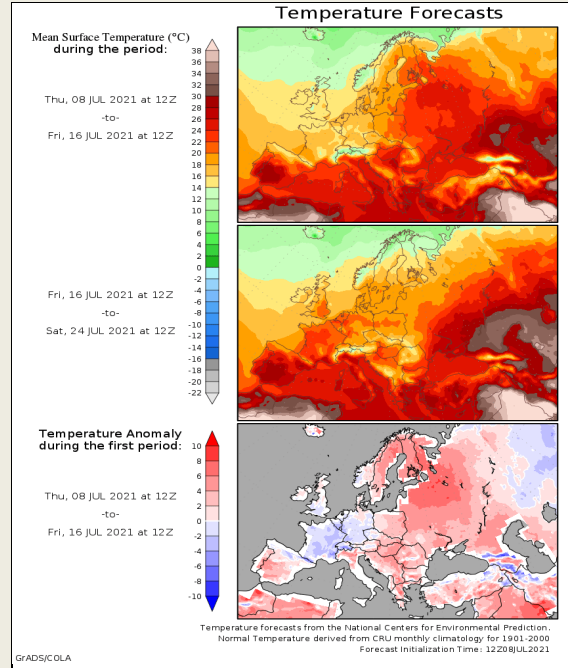 Temperature Forecasts
Mean Surface Temperature (°C)
during the period:
Thu, 08 JUL 2021 at 12Z
-to-
Fri, 16 JUL 2021 at 12Z
38
36
34
32
30
28
26
24
22
20
18
16
14
12
10
8
6
4
2
0
-2
-4
-6
-8
-10
-12
-14
-16
-18
-20
-22
Fri, 16 JUL 2021 at 12Z
-to-
Sat, 24 JUL 2021 at 12Z
Temperature Anomaly
during the first period:
Thu, 08 JUL 2021 at 12Z
-to-
Fri, 16 JUL 2021 at 12Z
10
8
6
4
2
0
-2
-4
-6
-8
-10
Temperature forecasts from the National Centers for Environmental Prediction.
Normal Temperature derived from CRU monthly climatology for 1901-2000
Forecast Initialization Time: 12Z08JUL2021
GrADS/COLA